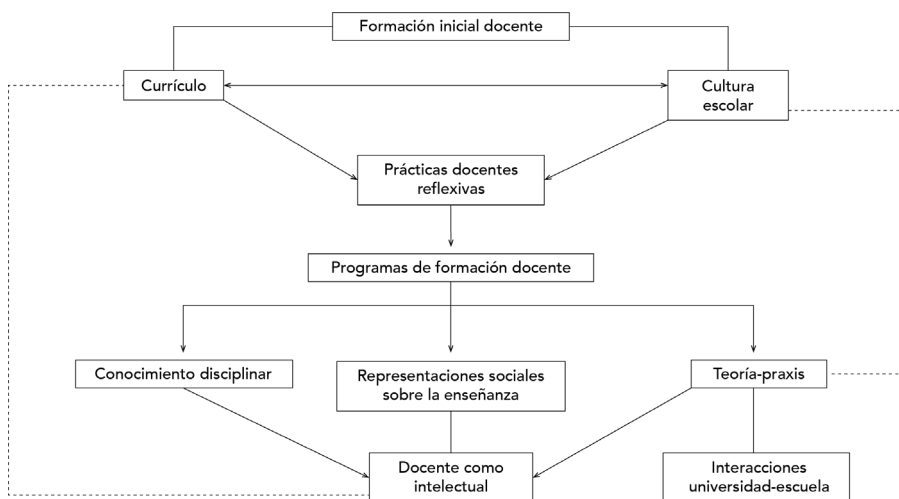 Formación inicial docente
Currículo
Cultura
escolar
Prácticas docentes
reflexivas
Programas de formación docente
Conocimiento disciplinar
Representaciones sociales
sobre la enseñanza
Teoría-praxis
Docente como
intelectual
Interacciones
universidad-escuela